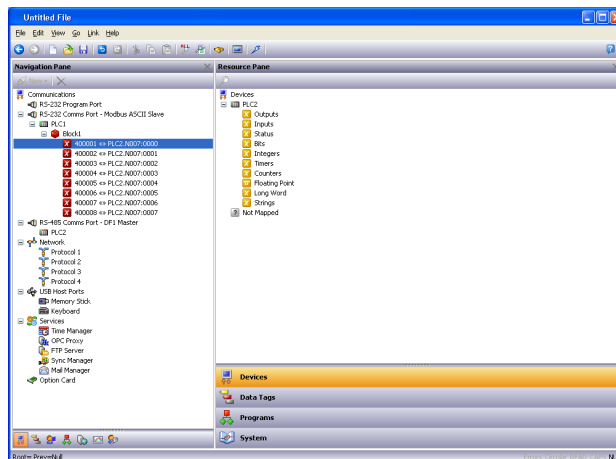 Untitled File
File Edit View Go Link Help
Navigation Pane
Resource Pane
Communications
RS-232 Program Port
RS-232 Comms Port - Modbus ASCII Slave
PLC1
Block1
400001 <=> PLC2.N007:0000
400002 <=> PLC2.N007:0001
400003 <=> PLC2.N007:0002
400004 <=> PLC2.N007:0003
400005 <=> PLC2.N007:0004
400006 <=> PLC2.N007:0005
400007 <=> PLC2.N007:0006
400008 <=> PLC2.N007:0007
RS-485 Comms Port - DF1 Master
PLC2
Network
Protocol 1
Protocol 2
Protocol 3
Protocol 4
USB Host Ports
Memory Stick
Keyboard
Services
Time Manager
OPC Proxy
FTP Server
Sync Manager
Mail Manager
Option Card
Devices
PLC2
Outputs
Inputs
Status
Bits
Integers
Timers
Counters
Floating Point
Long Word
Strings
Not Mapped
Devices
Data Tags
Programs
System
Root= Prev=Null